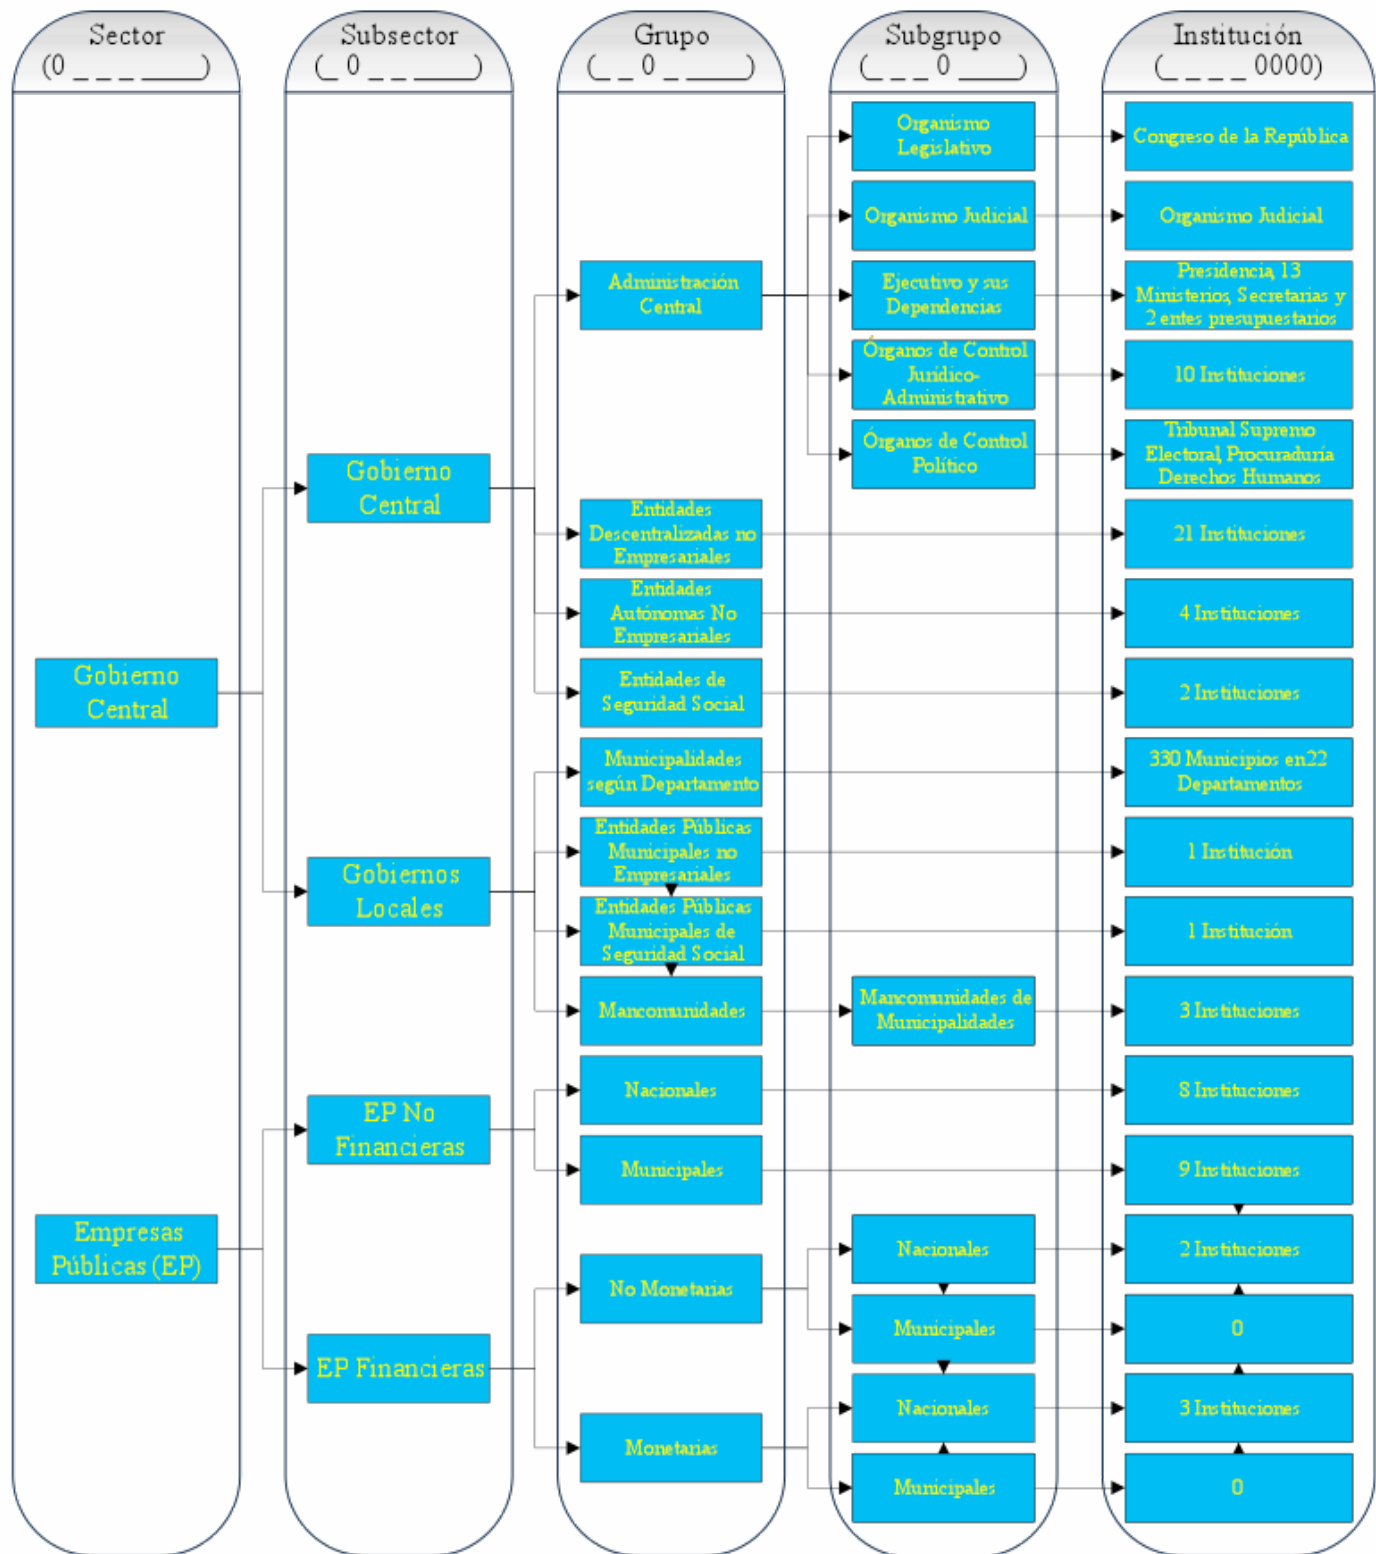 Sector
(0 _ _ _ _ ____)
Subsector
(_ 0 _ _ _ ____)
Grupo
(_ _ 0 _ _ ____)
Subgrupo
(_ _ _ 0 ____)
Institución
(_ _ _ _ _ 0000)
Gobierno
Central
Empresas
Públicas (EP)
Gobierno
Central
Gobiernos
Locales
EP No
Financieras
EP Financieras
Administración
Central
Entidades
Descentralizadas no
Empresariales
Entidades
Autónomas No
Empresariales
Entidades de
Seguridad Social
Municipalidades
según Departamento
Entidades Públicas
Municipales no
Empresariales
Entidades Públicas
Municipales de
Seguridad Social
Mancomunidades
Nacionales
Municipales
No Monetarias
Monetarias
Organismo
Legislativo
Organismo Judicial
Ejecutivo y sus
Dependencias
Órganos de Control
Jurídico-
Administrativo
Órganos de Control
Político
Mancomunidades de
Municipalidades
Nacionales
Municipales
Nacionales
Municipales
Congreso de la República
Organismo Judicial
Presidencia, 13
Ministerios, Secretarias y
2 entes presupuestarios
10 Instituciones
Tribunal Supremo
Electoral, Procuraduría
Derechos Humanos
21 Instituciones
4 Instituciones
2 Instituciones
330 Municipios en 22
Departamentos
1 Institución
1 Institución
3 Instituciones
8 Instituciones
9 Instituciones
2 Instituciones
0
3 Instituciones
0